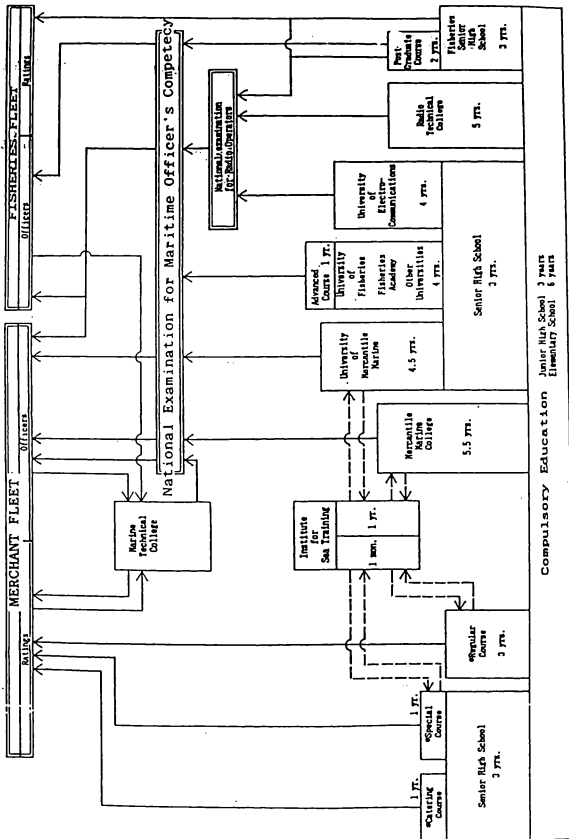 MERCHANT FLEET
Ratings
Officers
FISHERIES FLEET
Officers
Ratings
National Examination for Maritime Officer's Competecy
Marine
Technical
College
National examination
for Radio Operators
Institute
for
Sea Training
1 mon.
1 yr.
1 yr.
※Catering
Course
1 yr.
※Special
Course
Senior High School
3 yrs.
※Regular
Course
3 yrs.
Mercantile
Marine
College
5.5 yrs.
University
of
Mercantile
Marine
4.5 yrs.
Advanced
Course 1 yr.
University
of
Fisheries
Fisheries
Academy
Other
Universities
4 yrs.
University
of
Electro-
Communications
4 yrs.
Senior High School
3 yrs.
Radio
Technical
College
5 yrs.
Post-
Graduate
Course
2 yrs.
Fisheries
Senior
High
School
3 yrs.
Compulsory Education
Junior High School 3 years
Elementary School 6 years